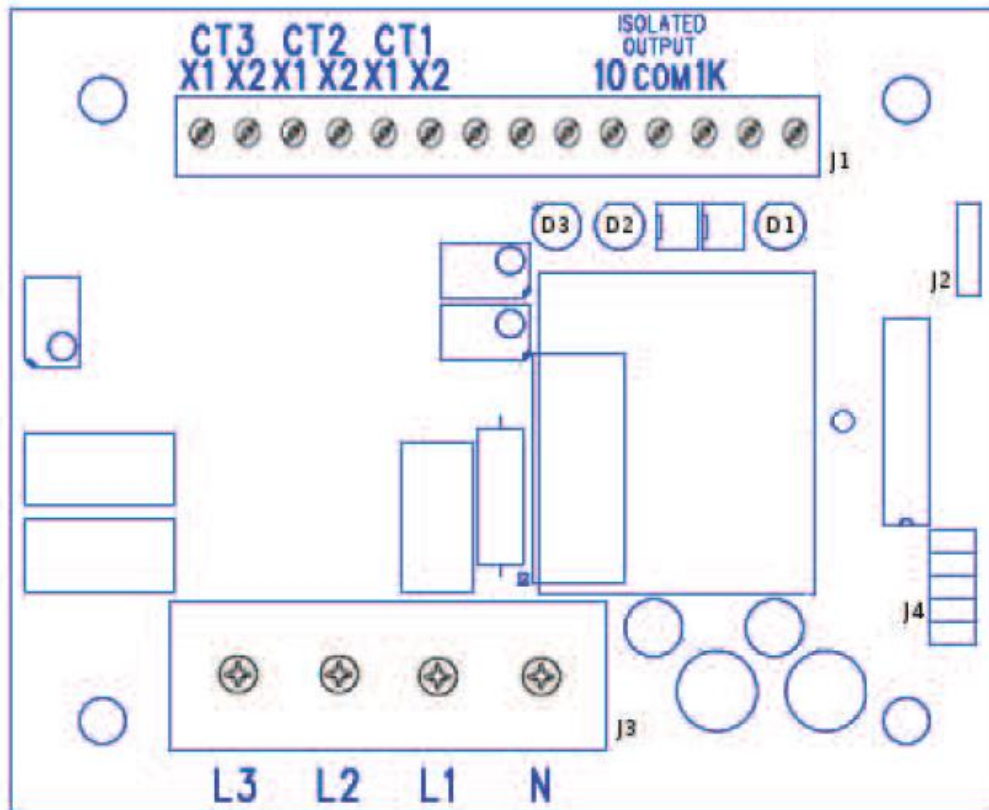 CT3 CT2 CT1
X1 X2 X1 X2 X1 X2
ISOLATED
OUTPUT
10 COM 1K
J1
D3 D2 D1
J2
J4
J3
L3 L2 L1 N